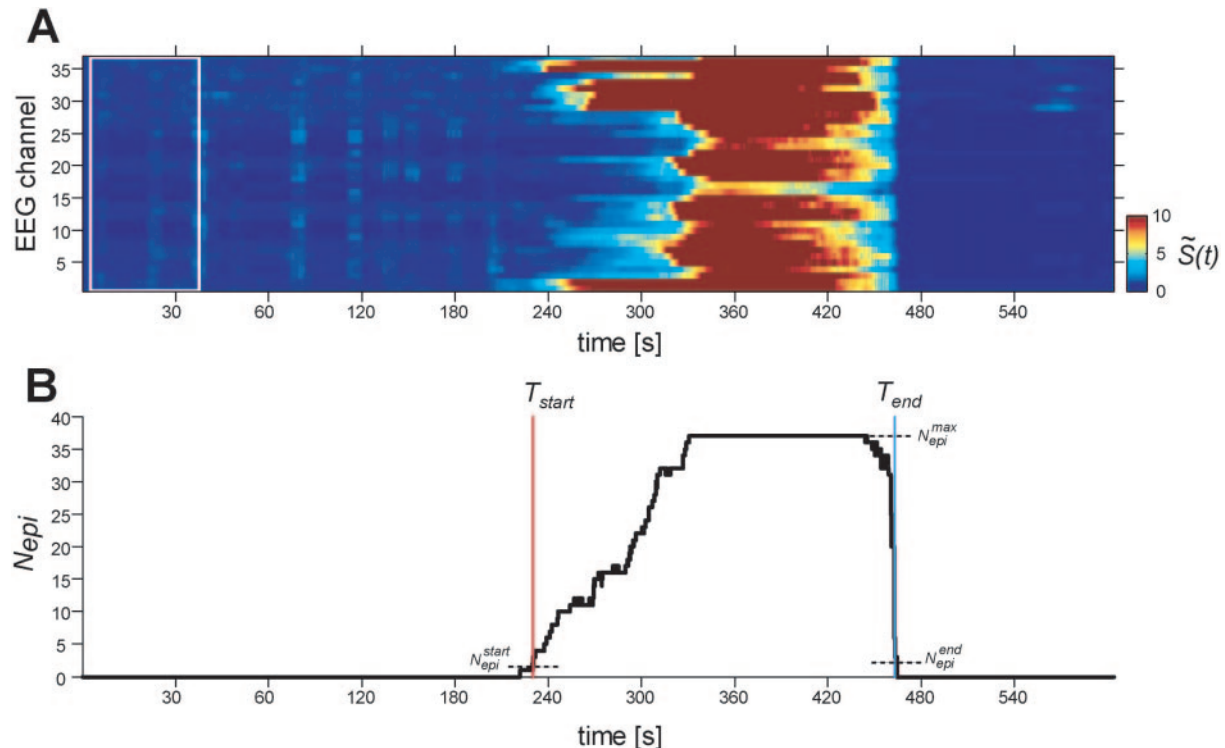 A
35
30
25
20
15
10
5
EEG channel
30 60 120 180 240 300 360 420 480 540
time [s]
10
5
0
S̃(t)
B
T_start
T_end
40
35
30
25
20
15
10
5
0
N_epi
N_epi^max
N_epi^start
N_epi^end
30 60 120 180 240 300 360 420 480 540
time [s]